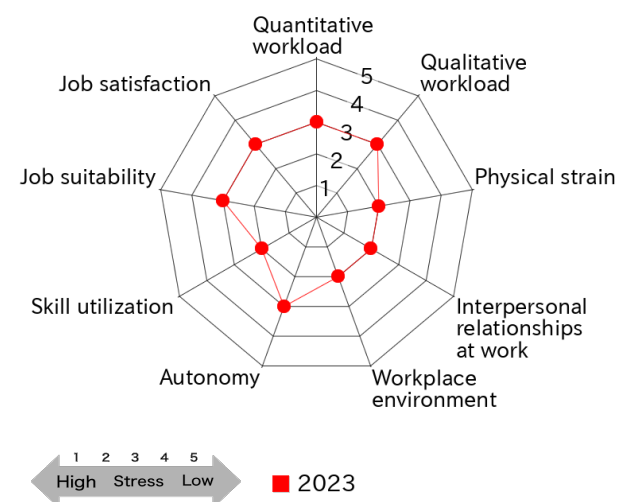 Quantitative
workload
Qualitative
workload
Job satisfaction
5
4
3
2
1
Job suitability
Physical strain
Skill utilization
Interpersonal
relationships
at work
Autonomy
Workplace
environment
1 2 3 4 5
High Stress Low
2023